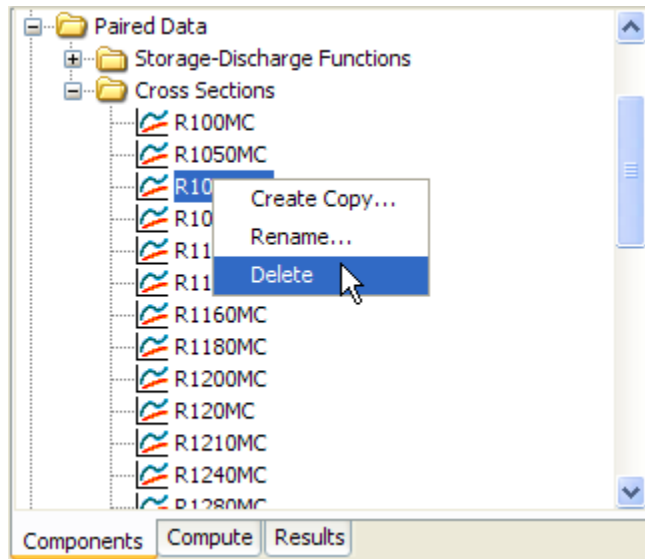 Paired Data
Storage-Discharge Functions
Cross Sections
R100MC
R1050MC
Create Copy...
Rename...
Delete
R1160MC
R1180MC
R1200MC
R120MC
R1210MC
R1240MC
R1280MC
Components Compute Results